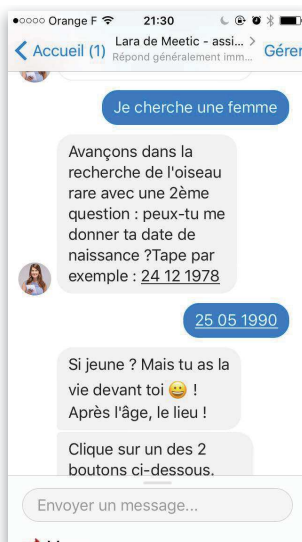 Orange F 21:30
Accueil (1) Lara de Meetic - assi... > Gérer
Répond généralement imm...
Je cherche une femme
Avançons dans la
recherche de l'oiseau
rare avec une 2ème
question : peux-tu me
donner ta date de
naissance ?Tape par
exemple : 24 12 1978
25 05 1990
Si jeune ? Mais tu as la
vie devant toi 😀 !
Après l'âge, le lieu !
Clique sur un des 2
boutons ci-dessous.
Envoyer un message...